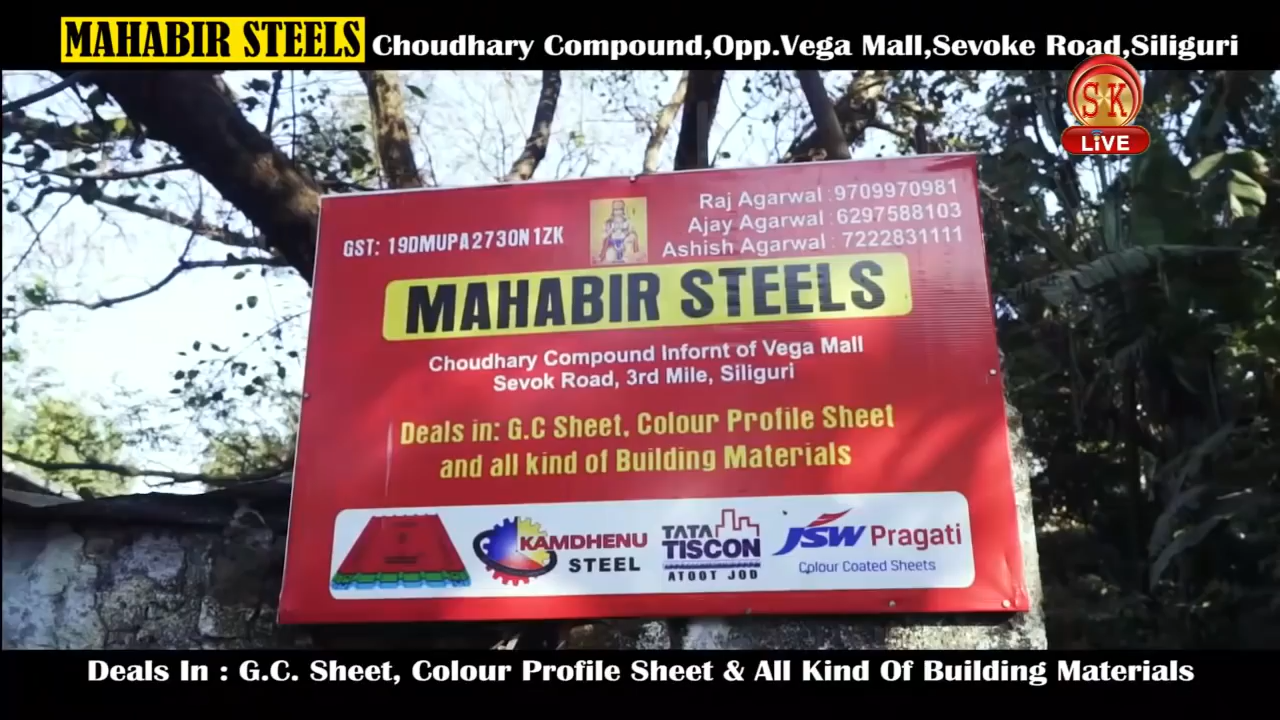 MAHABIR STEELS Choudhary Compound,Opp.Vega Mall,Sevoke Road,Siliguri
SK
LIVE
GST: 19DMUPA2730N1ZK
Raj Agarwal : 9709970981
Ajay Agarwal : 6297588103
Ashish Agarwal : 7222831111
MAHABIR STEELS
Choudhary Compound Infornt of Vega Mall
Sevok Road, 3rd Mile, Siliguri
Deals in: G.C Sheet, Colour Profile Sheet
and all kind of Building Materials
KAMDHENU
STEEL
TATA
TISCON
ATOOT JOD
JSW Pragati
Colour Coated Sheets
Deals In : G.C. Sheet, Colour Profile Sheet & All Kind Of Building Materials